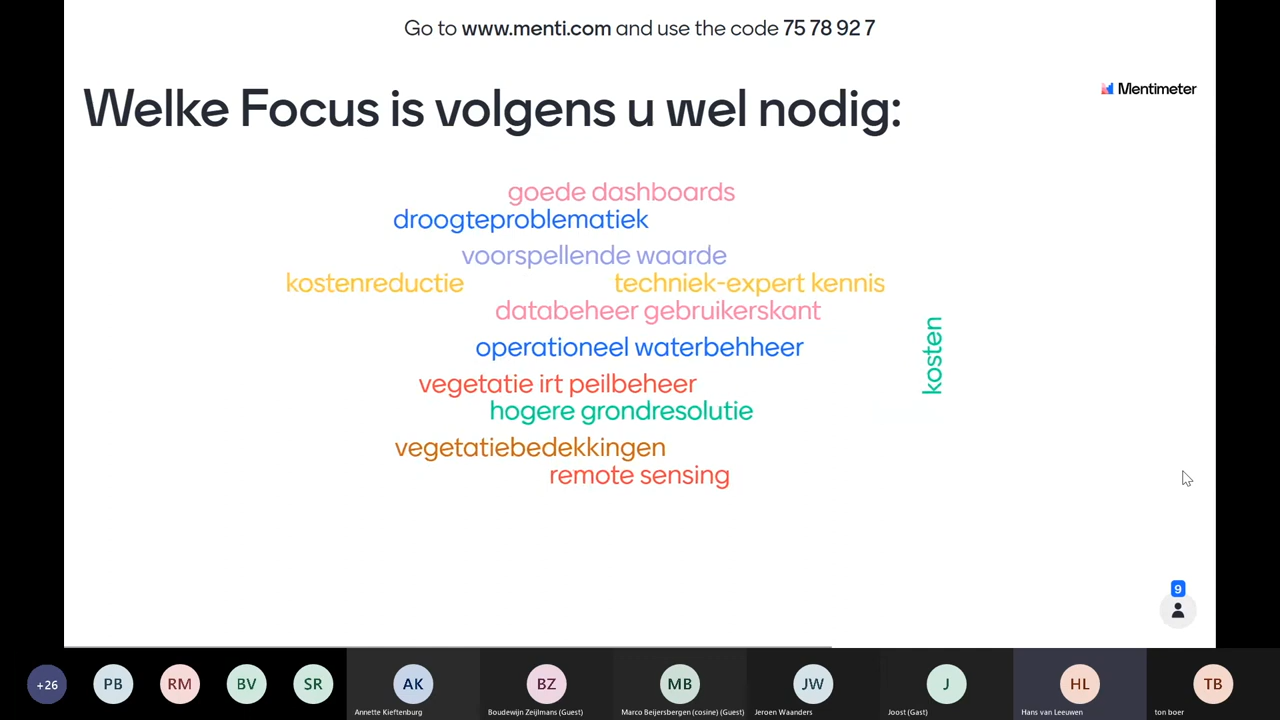 Go to www.menti.com and use the code 75 78 92 7
Mentimeter
Welke Focus is volgens u wel nodig:
goede dashboards
droogteproblematiek
voorspellende waarde
kostenreductie
techniek-expert kennis
databeheer gebruikerskant
kosten
operationeel waterbehheer
vegetatie irt peilbeheer
hogere grondresolutie
vegetatiebedekkingen
remote sensing
9
+26
PB
RM
BV
SR
AK
BZ
MB
JW
J
HL
TB
Annette Kieftenburg
Boudewijn Zeijlmans (Guest)
Marco Beijersbergen (cosine) (Guest)
Jeroen Waanders
Joost (Gast)
Hans van Leeuwen
ton boer